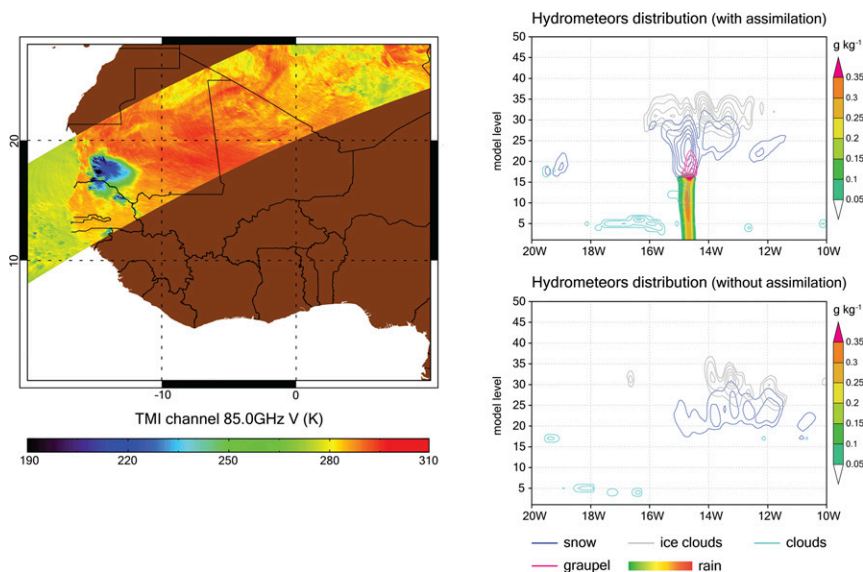 20
10
-10
0
TMI channel 85.0GHz V (K)
190
220
250
280
310
Hydrometeors distribution (with assimilation)
g kg⁻¹
model level
50
45
40
35
30
25
20
15
10
5
0.35
0.3
0.25
0.2
0.15
0.1
0.05
20W
18W
16W
14W
12W
10W
Hydrometeors distribution (without assimilation)
g kg⁻¹
model level
50
45
40
35
30
25
20
15
10
5
0.35
0.3
0.25
0.2
0.15
0.1
0.05
20W
18W
16W
14W
12W
10W
snow
ice clouds
clouds
graupel
rain